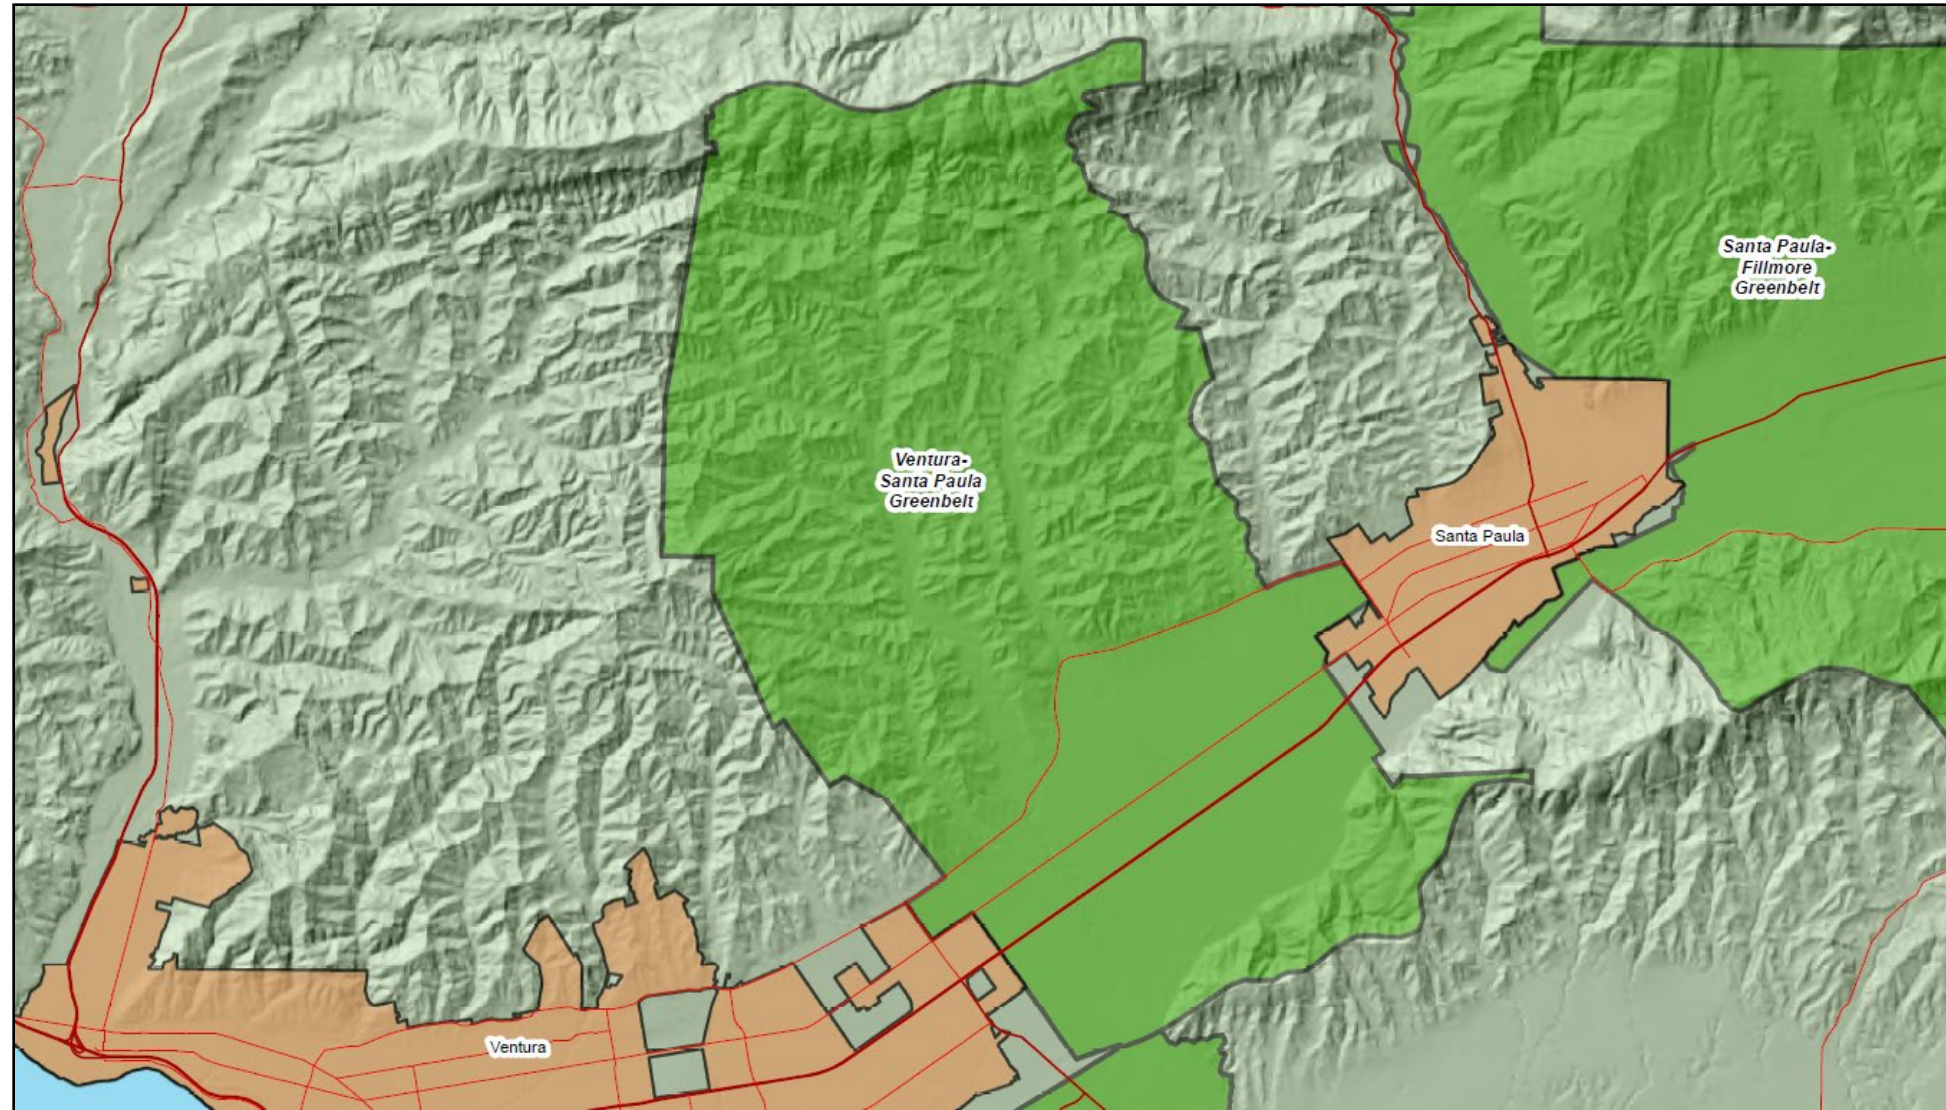 Santa Paula-
Fillmore
Greenbelt
Ventura-
Santa Paula
Greenbelt
Santa Paula
Ventura